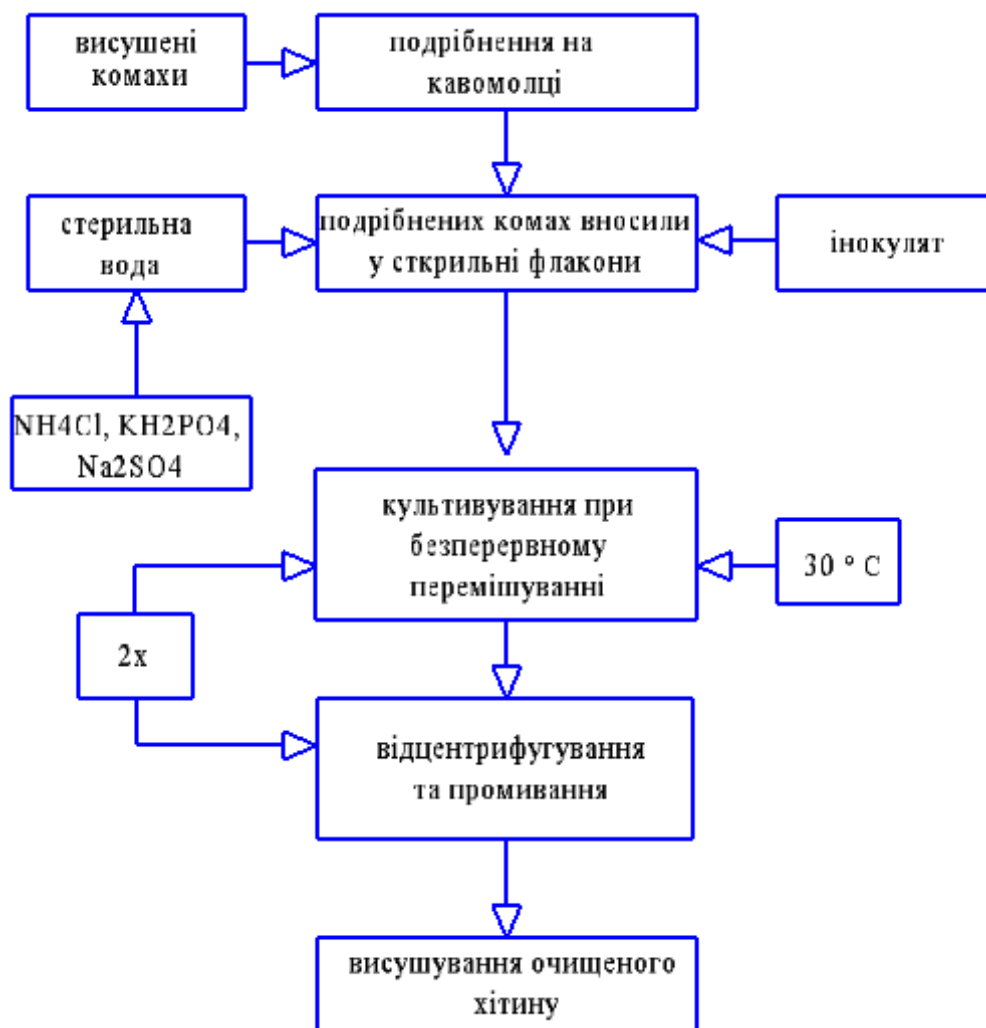 висушені
комахи
подрібнення на
кавомолці
стерильна
вода
подрібнених комах вносили
у сткрильні флакони
інокулят
NH4Cl, KH2PO4,
Na2SO4
культивування при
безперервному
перемішуванні
30 ° C
2x
відцентрифугування
та промивання
висушування очищеного
хітину